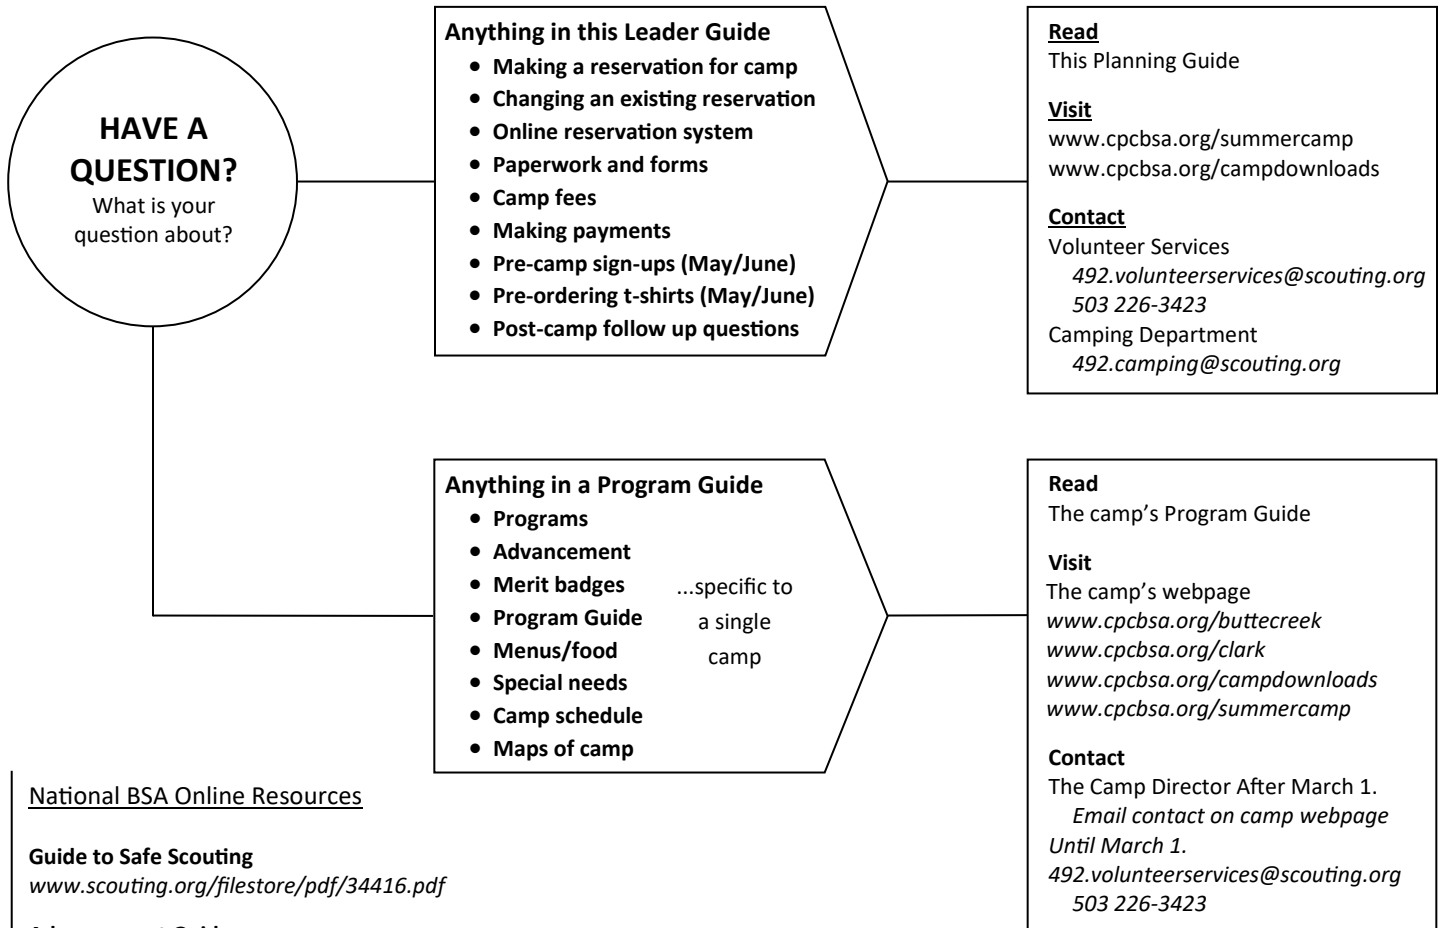 HAVE A
QUESTION?
What is your
question about?
Anything in this Leader Guide
• Making a reservation for camp
• Changing an existing reservation
• Online reservation system
• Paperwork and forms
• Camp fees
• Making payments
• Pre-camp sign-ups (May/June)
• Pre-ordering t-shirts (May/June)
• Post-camp follow up questions
Read
This Planning Guide
Visit
www.cpcbsa.org/summercamp
www.cpcbsa.org/campdownloads
Contact
Volunteer Services
492.volunteerservices@scouting.org
503 226-3423
Camping Department
492.camping@scouting.org
Anything in a Program Guide
• Programs
• Advancement
• Merit badges
• Program Guide
• Menus/food
• Special needs
• Camp schedule
• Maps of camp
...specific to
a single
camp
Read
The camp’s Program Guide
Visit
The camp’s webpage
www.cpcbsa.org/buttecreek
www.cpcbsa.org/clark
www.cpcbsa.org/campdownloads
www.cpcbsa.org/summercamp
Contact
The Camp Director After March 1.
Email contact on camp webpage
Until March 1.
492.volunteerservices@scouting.org
503 226-3423
National BSA Online Resources
Guide to Safe Scouting
www.scouting.org/filestore/pdf/34416.pdf